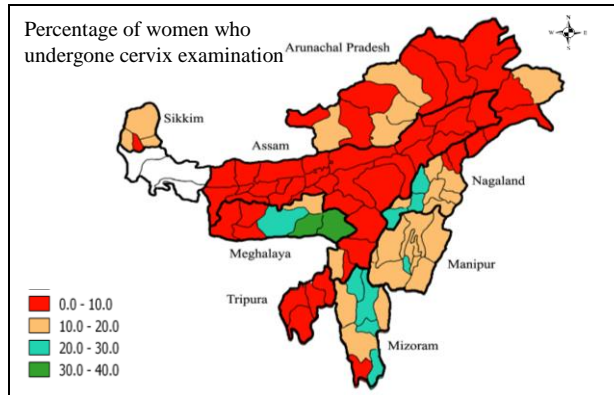 Percentage of women who
undergone cervix examination
N
W E
S
Arunachal Pradesh
Sikkim
Assam
Nagaland
Meghalaya
Manipur
Tripura
Mizoram
0.0 - 10.0
10.0 - 20.0
20.0 - 30.0
30.0 - 40.0